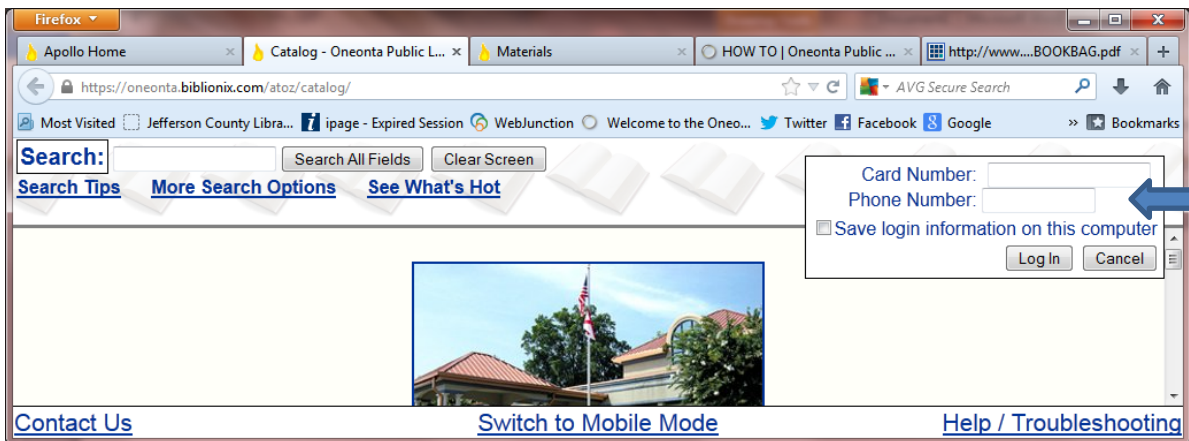 Firefox
Apollo Home
Catalog - Oneonta Public L...
Materials
HOW TO | Oneonta Public ...
http://www....BOOKBAG.pdf
https://oneonta.biblionix.com/atoz/catalog/
AVG Secure Search
Most Visited Jefferson County Libra... ipage - Expired Session WebJunction Welcome to the Oneo... Twitter Facebook Google » Bookmarks
Search: Search All Fields Clear Screen
Search Tips More Search Options See What's Hot
Card Number:
Phone Number:
Save login information on this computer
Log In Cancel
Contact Us Switch to Mobile Mode Help / Troubleshooting